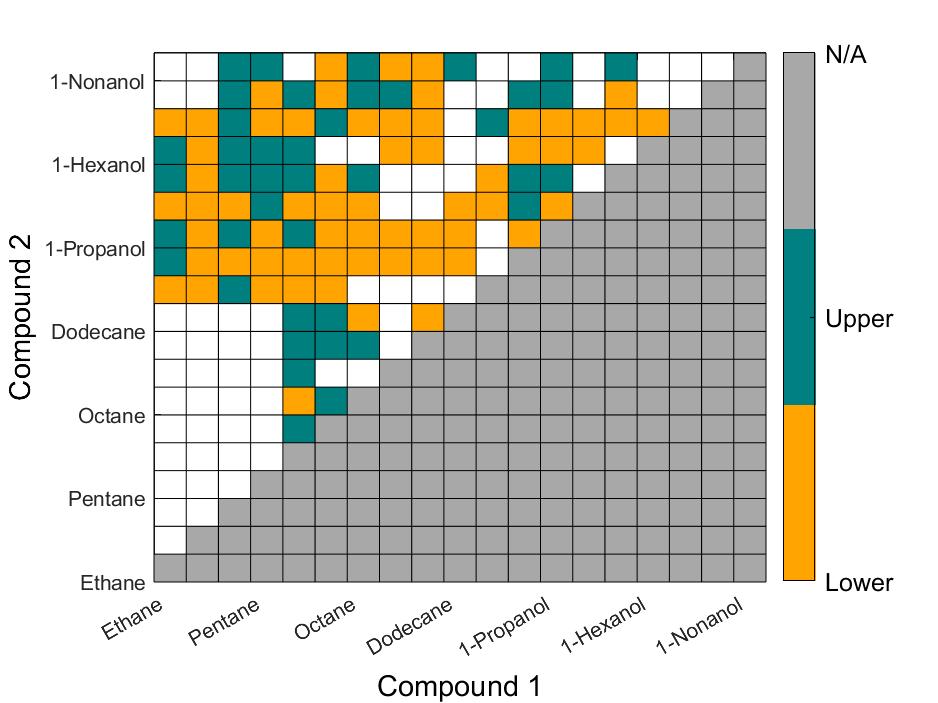 N/A
1-Nonanol
1-Hexanol
1-Propanol
Dodecane
Octane
Pentane
Ethane
Compound 2
Upper
Lower
Ethane
Pentane
Octane
Dodecane
1-Propanol
1-Hexanol
1-Nonanol
Compound 1